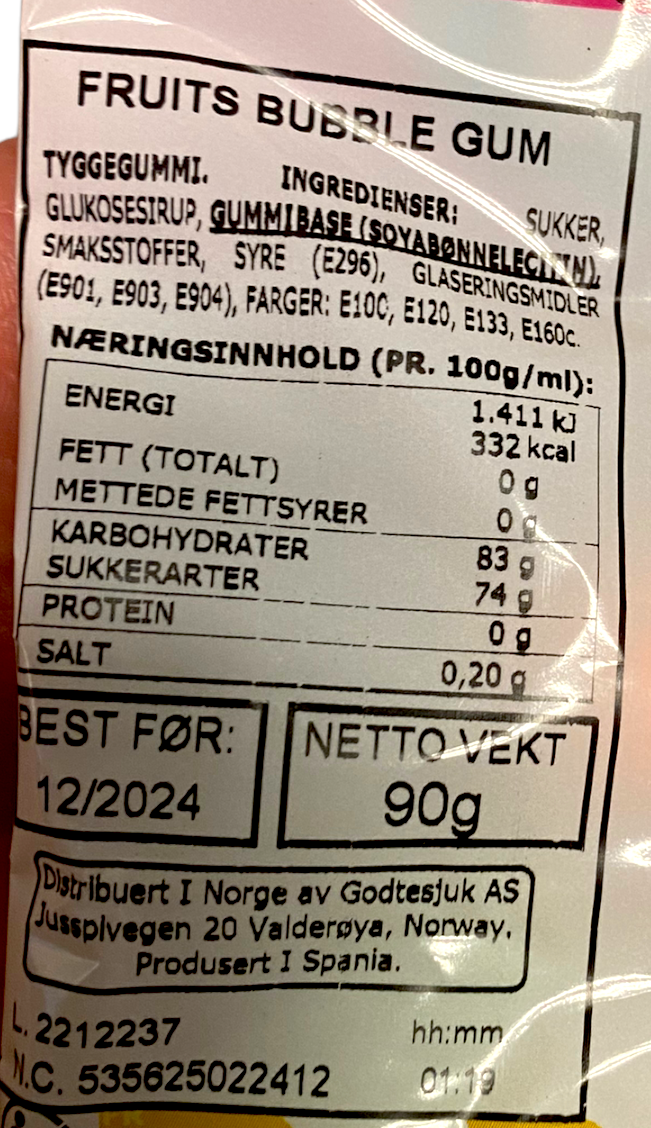 FRUITS BUBBLE GUM
TYGGEGUMMI. INGREDIENSER: SUKKER,
GLUKOSESIRUP, GUMMIBASE (SOYABØNNELECITIN),
SMAKSSTOFFER, SYRE (E296), GLASERINGSMIDLER
(E901, E903, E904), FARGER: E100, E120, E133, E160c.
NÆRINGSINNHOLD (PR. 100g/ml):
ENERGI 1.411 kJ
332 kcal
FETT (TOTALT) 0 g
METTEDE FETTSYRER 0 g
KARBOHYDRATER 83 g
SUKKERARTER 74 g
PROTEIN 0 g
SALT 0,20 g
BEST FØR: 
12/2024
NETTO VEKT
90g
Distribuert I Norge av Godtesjuk AS
Jusspivegen 20 Valderøya, Norway.
Produsert I Spania.
L. 2212237 hh:mm
N.C. 535625022412 01:19